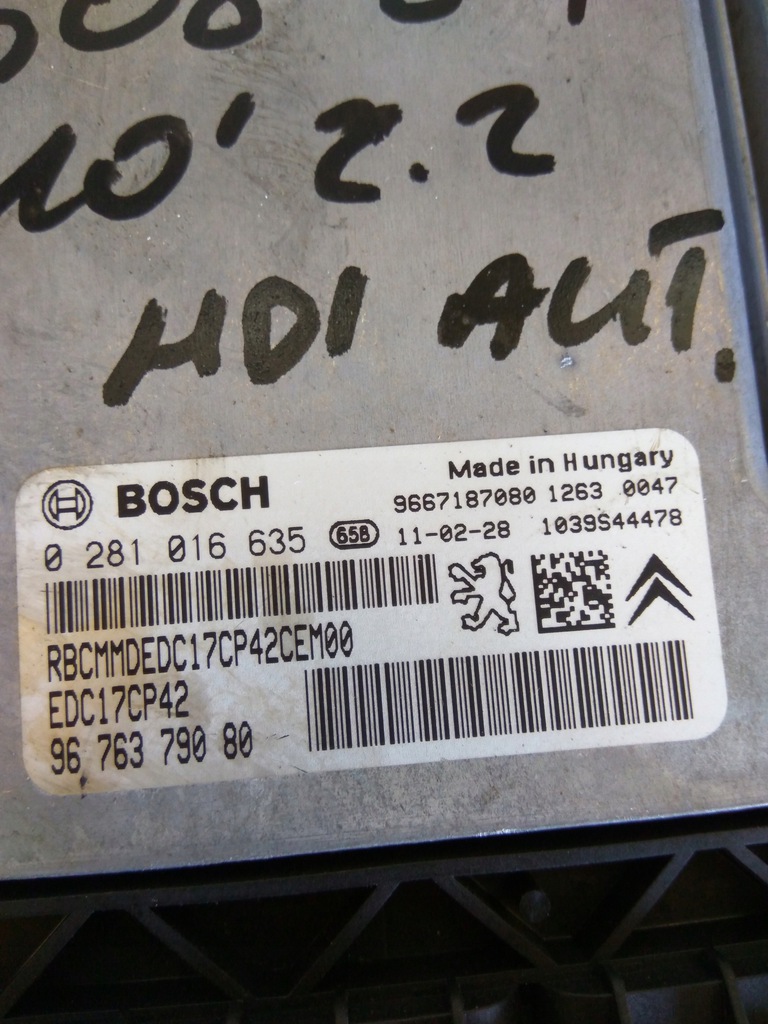 10' 2.2
HDI AUT.
Made in Hungary
BOSCH
9667187080 1263 0047
0 281 016 635 65B 11-02-28 1039S44478
RBCMMDEDC17CP42CEM00
EDC17CP42
96 763 790 80